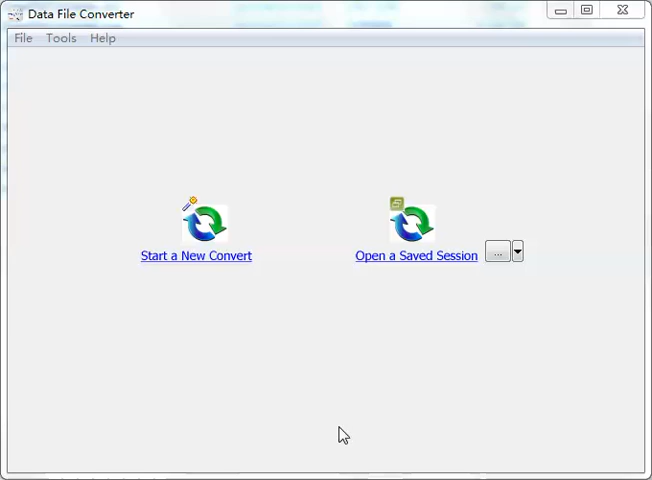 Data File Converter
File Tools Help
Start a New Convert
Open a Saved Session ...